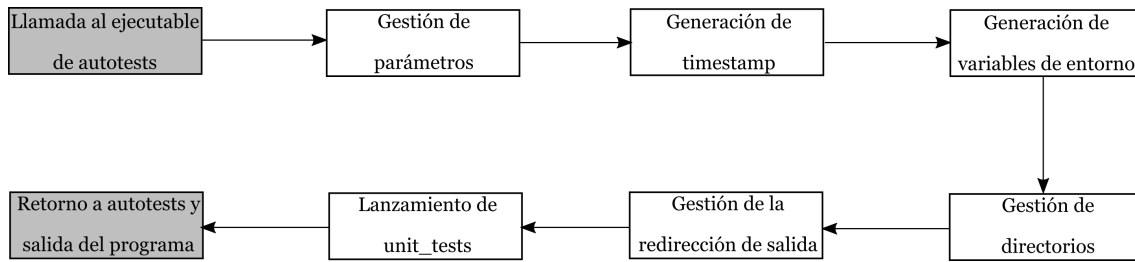 Llamada al ejecutable
de autotests
Gestión de
parámetros
Generación de
timestamp
Generación de
variables de entorno
Gestión de
directorios
Gestión de la
redirección de salida
Lanzamiento de
unit_tests
Retorno a autotests y
salida del programa